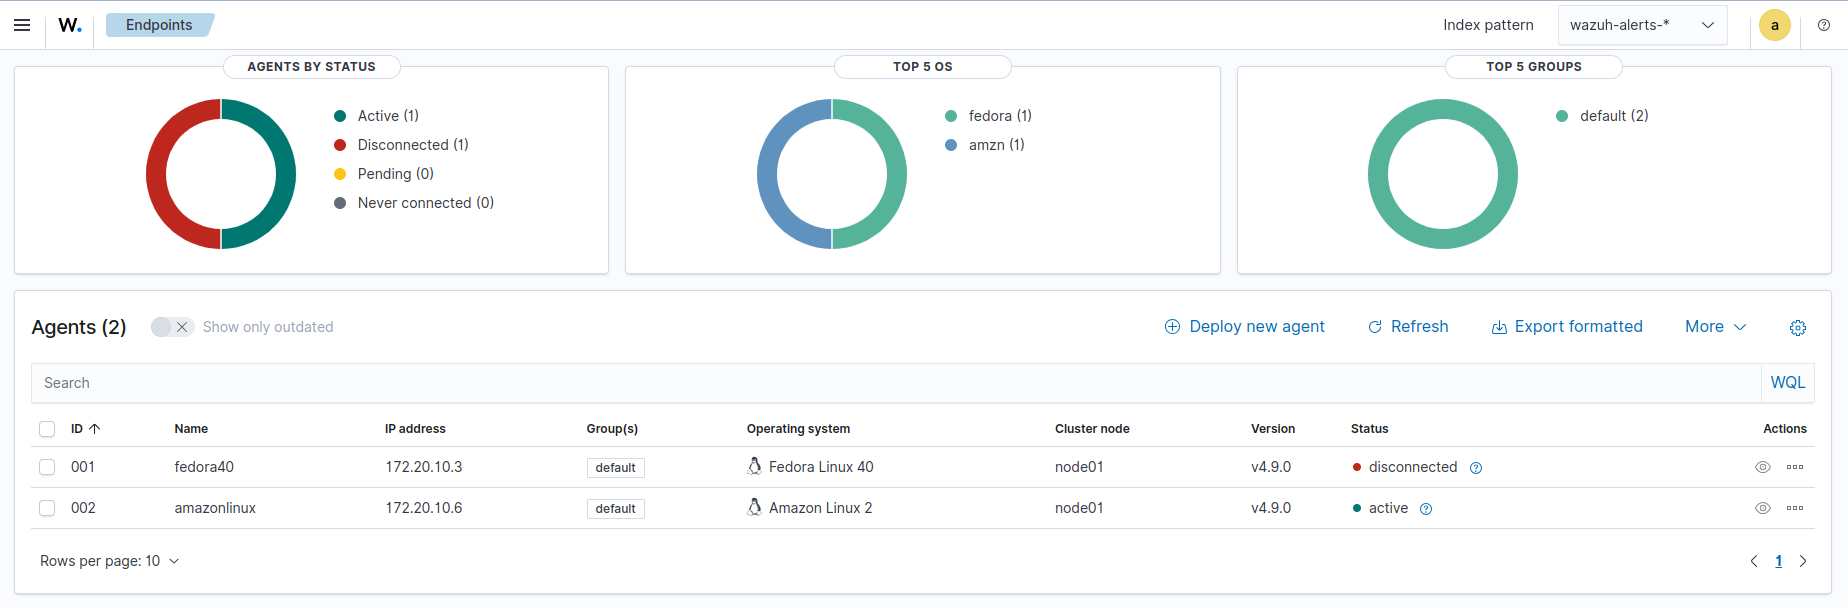 W. Endpoints Index pattern wazuh-alerts-* a
AGENTS BY STATUS
Active (1)
Disconnected (1)
Pending (0)
Never connected (0)
TOP 5 OS
fedora (1)
amzn (1)
TOP 5 GROUPS
default (2)
Agents (2) Show only outdated Deploy new agent Refresh Export formatted More
Search WQL
ID Name IP address Group(s) Operating system Cluster node Version Status Actions
001 fedora40 172.20.10.3 default Fedora Linux 40 node01 v4.9.0 disconnected
002 amazonlinux 172.20.10.6 default Amazon Linux 2 node01 v4.9.0 active
Rows per page: 10 1